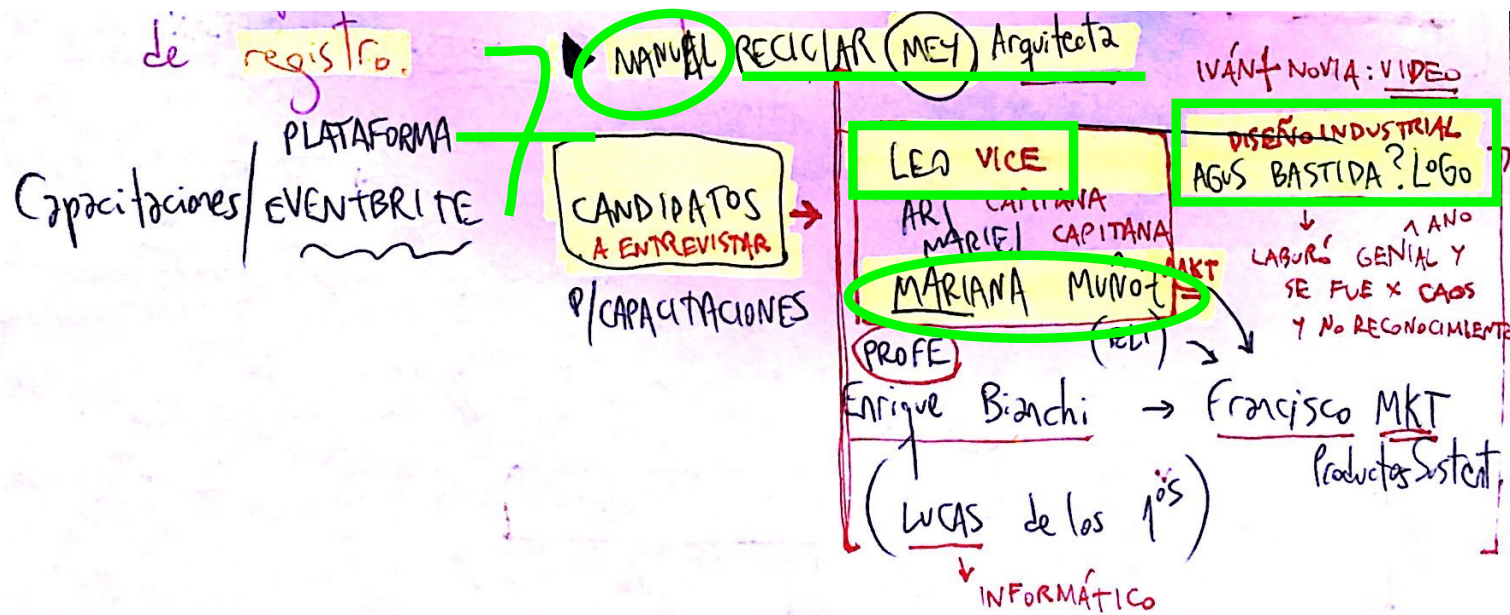 de registro.
MANUAL RECICLAR (MEY) Arquitecta
IVÁN + NOVIA: VIDEO
PLATAFORMA
Capacitaciones / EVENTBRITE
CANDIDATOS
A ENTREVISTAR
P/CAPACITACIONES
LEO VICE
ARI CAPITANA
MARIEL CAPITANA
MARIANA MUÑOZ MKT
DISEÑO INDUSTRIAL
AGUS BASTIDA? LOGO
1 AÑO
LABURÓ GENIAL Y
SE FUE X CAOS
Y NO RECONOCIMIENTO
PROFE
Enrique Bianchi → Francisco MKT
Productos Sustent.
(LUCAS de los 1os)
INFORMÁTICO